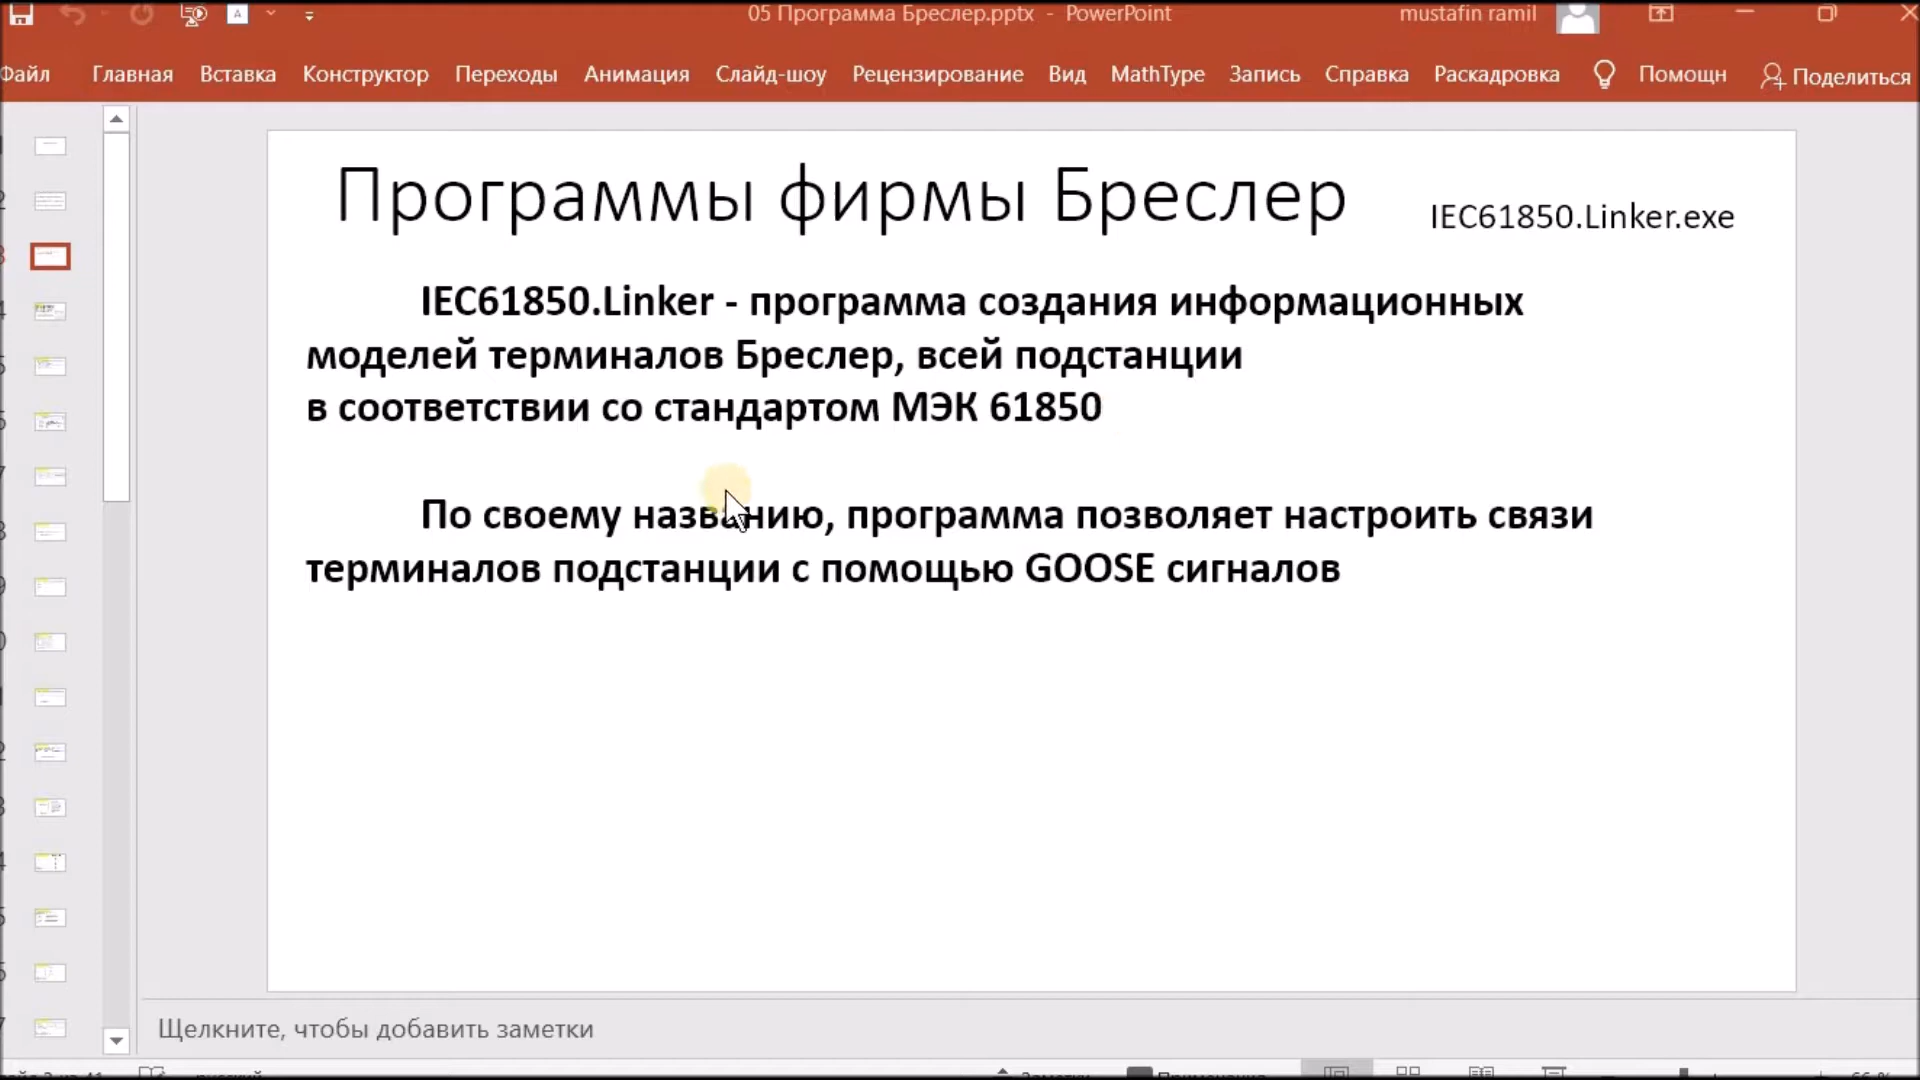 05 Программа Бреслер.pptx - PowerPoint
mustafin ramil
Файл Главная Вставка Конструктор Переходы Анимация Слайд-шоу Рецензирование Вид MathType Запись Справка Раскадровка Помощн Поделиться
Программы фирмы Бреслер
IEC61850.Linker.exe
IEC61850.Linker - программа создания информационных
моделей терминалов Бреслер, всей подстанции
в соответствии со стандартом МЭК 61850
По своему названию, программа позволяет настроить связи
терминалов подстанции с помощью GOOSE сигналов
Щелкните, чтобы добавить заметки